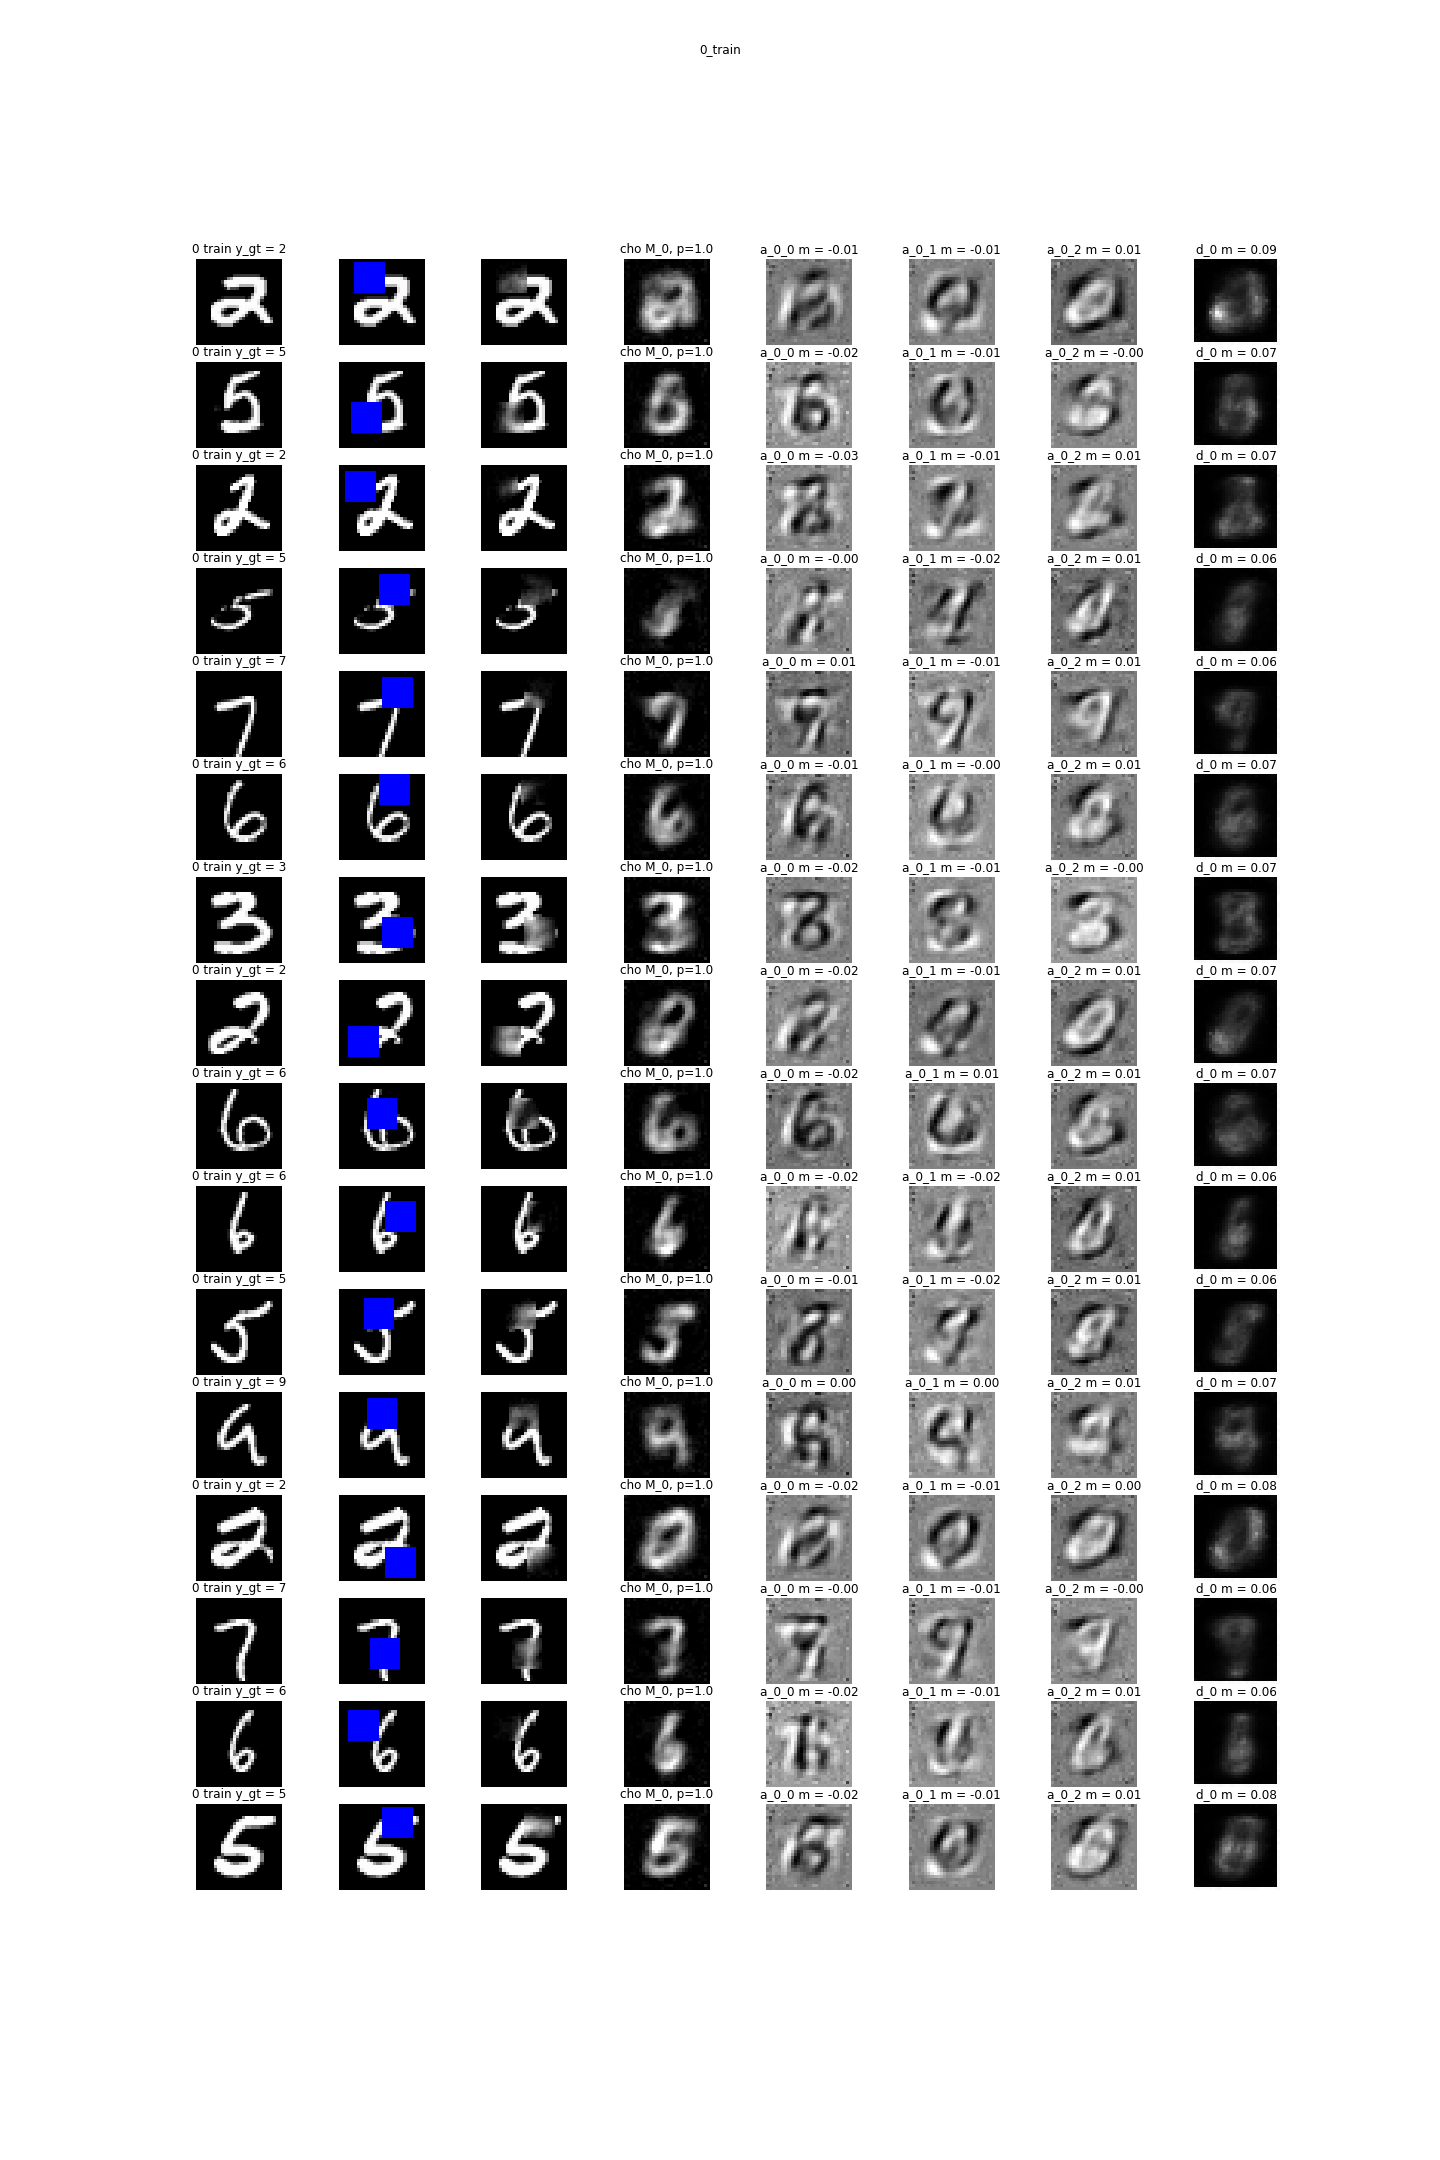 0_train
0 train y_gt = 2 cho M_0, p=1.0 a_0_0 m = -0.01 a_0_1 m = -0.01 a_0_2 m = 0.01 d_0 m = 0.09
0 train y_gt = 5 cho M_0, p=1.0 a_0_0 m = -0.02 a_0_1 m = -0.01 a_0_2 m = -0.00 d_0 m = 0.07
0 train y_gt = 2 cho M_0, p=1.0 a_0_0 m = -0.03 a_0_1 m = -0.01 a_0_2 m = 0.01 d_0 m = 0.07
0 train y_gt = 5 cho M_0, p=1.0 a_0_0 m = -0.00 a_0_1 m = -0.02 a_0_2 m = 0.01 d_0 m = 0.06
0 train y_gt = 7 cho M_0, p=1.0 a_0_0 m = 0.01 a_0_1 m = -0.01 a_0_2 m = 0.01 d_0 m = 0.06
0 train y_gt = 6 cho M_0, p=1.0 a_0_0 m = -0.01 a_0_1 m = -0.00 a_0_2 m = 0.01 d_0 m = 0.07
0 train y_gt = 3 cho M_0, p=1.0 a_0_0 m = -0.02 a_0_1 m = -0.01 a_0_2 m = -0.00 d_0 m = 0.07
0 train y_gt = 2 cho M_0, p=1.0 a_0_0 m = -0.02 a_0_1 m = -0.01 a_0_2 m = 0.01 d_0 m = 0.07
0 train y_gt = 6 cho M_0, p=1.0 a_0_0 m = -0.02 a_0_1 m = 0.01 a_0_2 m = 0.01 d_0 m = 0.07
0 train y_gt = 6 cho M_0, p=1.0 a_0_0 m = -0.02 a_0_1 m = -0.02 a_0_2 m = 0.01 d_0 m = 0.06
0 train y_gt = 5 cho M_0, p=1.0 a_0_0 m = -0.01 a_0_1 m = -0.02 a_0_2 m = 0.01 d_0 m = 0.06
0 train y_gt = 9 cho M_0, p=1.0 a_0_0 m = 0.00 a_0_1 m = 0.00 a_0_2 m = 0.01 d_0 m = 0.07
0 train y_gt = 2 cho M_0, p=1.0 a_0_0 m = -0.02 a_0_1 m = -0.01 a_0_2 m = 0.00 d_0 m = 0.08
0 train y_gt = 7 cho M_0, p=1.0 a_0_0 m = -0.00 a_0_1 m = -0.01 a_0_2 m = -0.00 d_0 m = 0.06
0 train y_gt = 6 cho M_0, p=1.0 a_0_0 m = -0.02 a_0_1 m = -0.01 a_0_2 m = 0.01 d_0 m = 0.06
0 train y_gt = 5 cho M_0, p=1.0 a_0_0 m = -0.02 a_0_1 m = -0.01 a_0_2 m = 0.01 d_0 m = 0.08